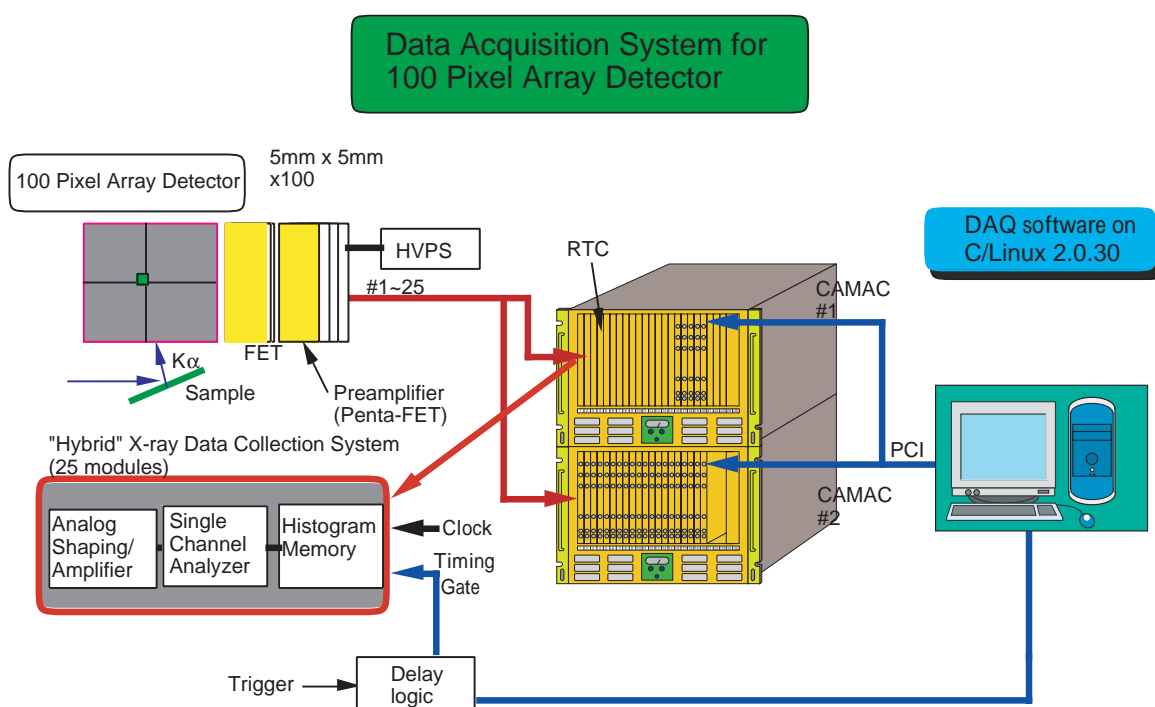 Data Acquisition System for
100 Pixel Array Detector
5mm x 5mm
x100
100 Pixel Array Detector
HVPS
#1~25
FET
Kα
Sample
Preamplifier
(Penta-FET)
RTC
CAMAC
#1
DAQ software on
C/Linux 2.0.30
PCI
CAMAC
#2
"Hybrid" X-ray Data Collection System
(25 modules)
Analog
Shaping/
Amplifier
Single
Channel
Analyzer
Histogram
Memory
Clock
Timing
Gate
Trigger
Delay
logic